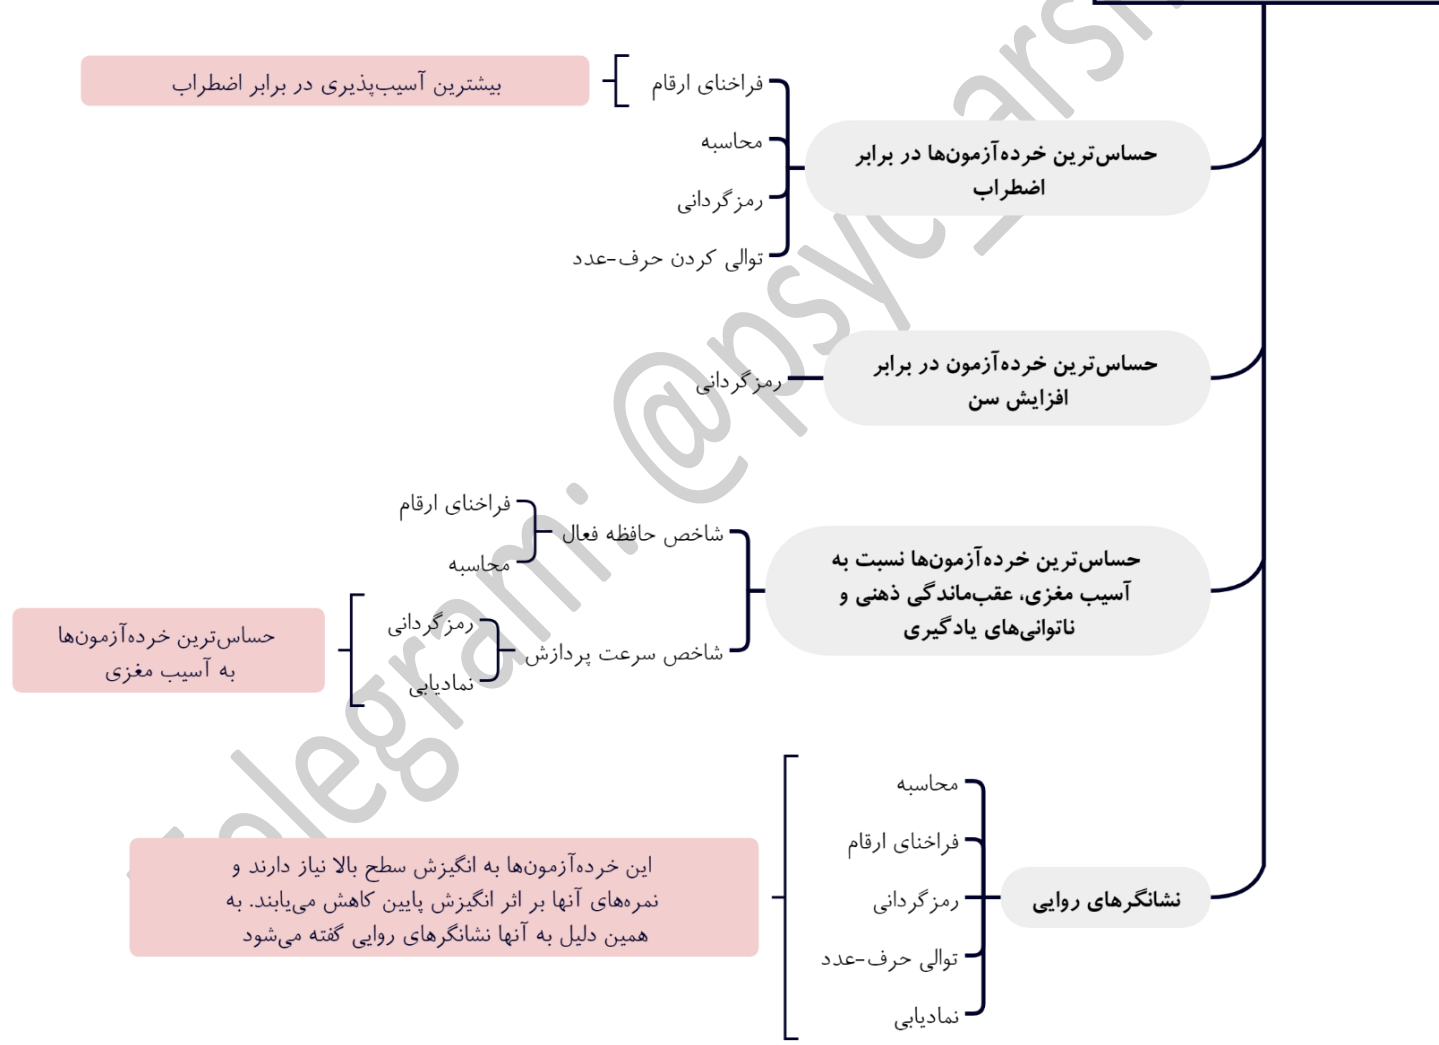 حساس‌ترین خرده‌آزمون‌ها در برابر
اضطراب
فراخنای ارقام
بیشترین آسیب‌پذیری در برابر اضطراب
محاسبه
رمزگردانی
توالی کردن حرف-عدد
حساس‌ترین خرده‌آزمون در برابر
افزایش سن
رمزگردانی
حساس‌ترین خرده‌آزمون‌ها نسبت به
آسیب مغزی، عقب‌ماندگی ذهنی و
ناتوانی‌های یادگیری
شاخص حافظه فعال
فراخنای ارقام
محاسبه
شاخص سرعت پردازش
رمزگردانی
نمادیابی
حساس‌ترین خرده‌آزمون‌ها
به آسیب مغزی
نشانگرهای روایی
محاسبه
فراخنای ارقام
رمزگردانی
توالی حرف-عدد
نمادیابی
این خرده‌آزمون‌ها به انگیزش سطح بالا نیاز دارند و
نمره‌های آنها بر اثر انگیزش پایین کاهش می‌یابند. به
همین دلیل به آنها نشانگرهای روایی گفته می‌شود
Telegram: @psyc_arsh